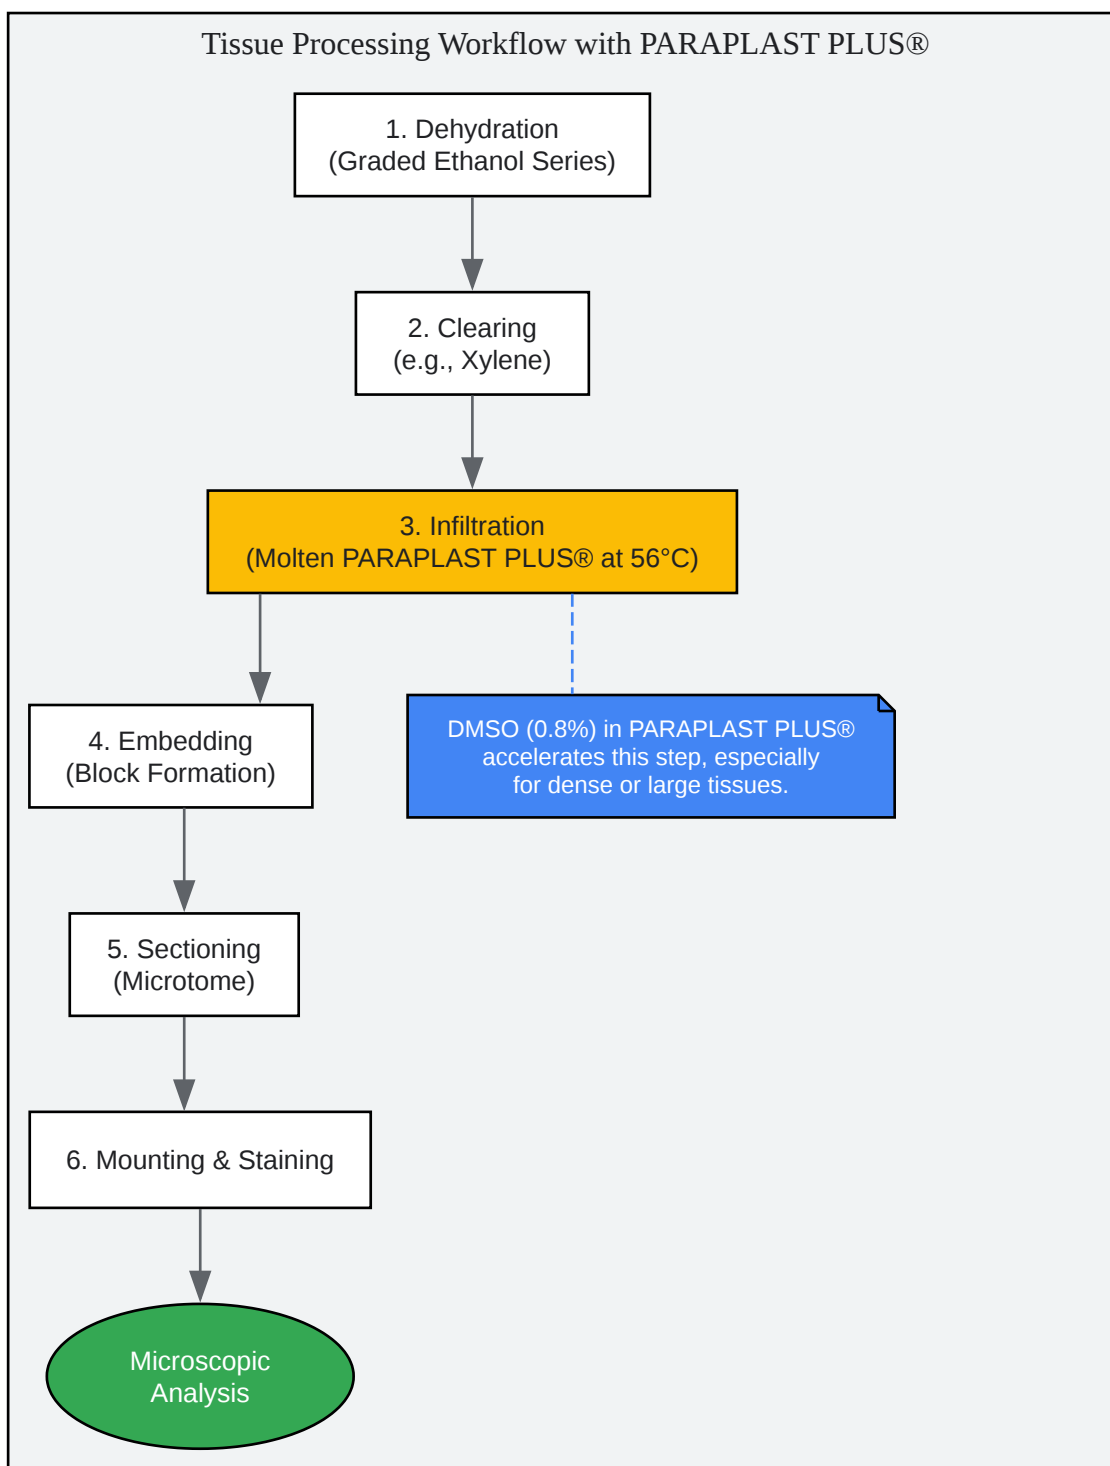 Tissue Processing Workflow with PARAPLAST PLUS®
1. Dehydration
(Graded Ethanol Series)
2. Clearing
(e.g., Xylene)
3. Infiltration
(Molten PARAPLAST PLUS® at 56°C)
4. Embedding
(Block Formation)
DMSO (0.8%) in PARAPLAST PLUS®
accelerates this step, especially
for dense or large tissues.
5. Sectioning
(Microtome)
6. Mounting & Staining
Microscopic
Analysis